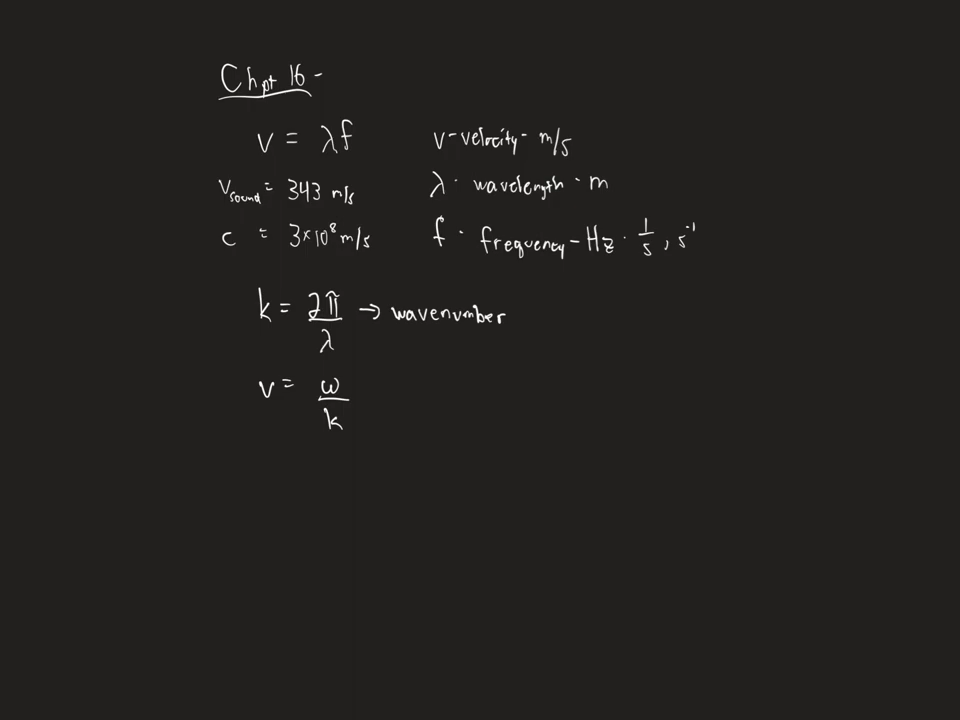 Chpt 16 -
v = λf
v - velocity - m/s
v_sound = 343 m/s
λ · wavelength · m
c = 3×10⁸ m/s
f · frequency - Hz · 1/s, s⁻¹
k = 2π/λ → wavenumber
v = ω/k